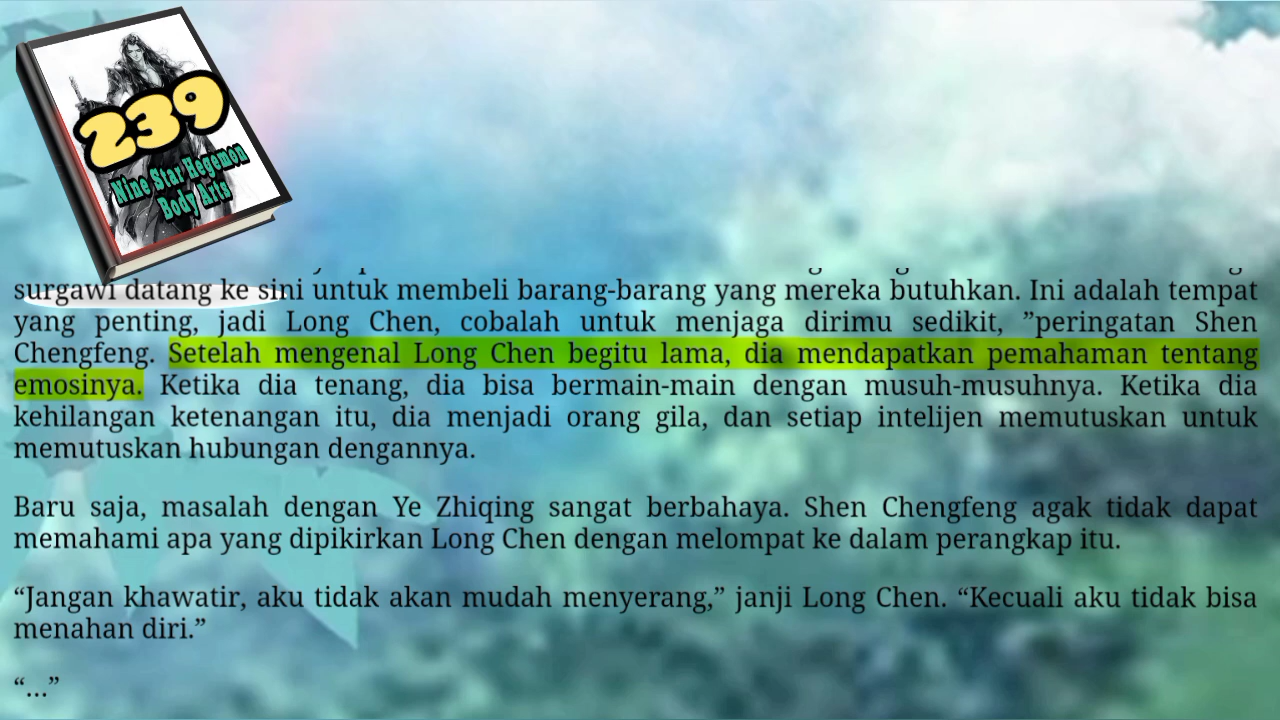 239
Nine Star Hegemon
Body Arts
surgawi datang ke sini untuk membeli barang-barang yang mereka butuhkan. Ini adalah tempat
yang penting, jadi Long Chen, cobalah untuk menjaga dirimu sedikit, ”peringatan Shen
Chengfeng. Setelah mengenal Long Chen begitu lama, dia mendapatkan pemahaman tentang
emosinya. Ketika dia tenang, dia bisa bermain-main dengan musuh-musuhnya. Ketika dia
kehilangan ketenangan itu, dia menjadi orang gila, dan setiap intelijen memutuskan untuk
memutuskan hubungan dengannya.
Baru saja, masalah dengan Ye Zhiqing sangat berbahaya. Shen Chengfeng agak tidak dapat
memahami apa yang dipikirkan Long Chen dengan melompat ke dalam perangkap itu.
“Jangan khawatir, aku tidak akan mudah menyerang,” janji Long Chen. “Kecuali aku tidak bisa
menahan diri.”
“…”